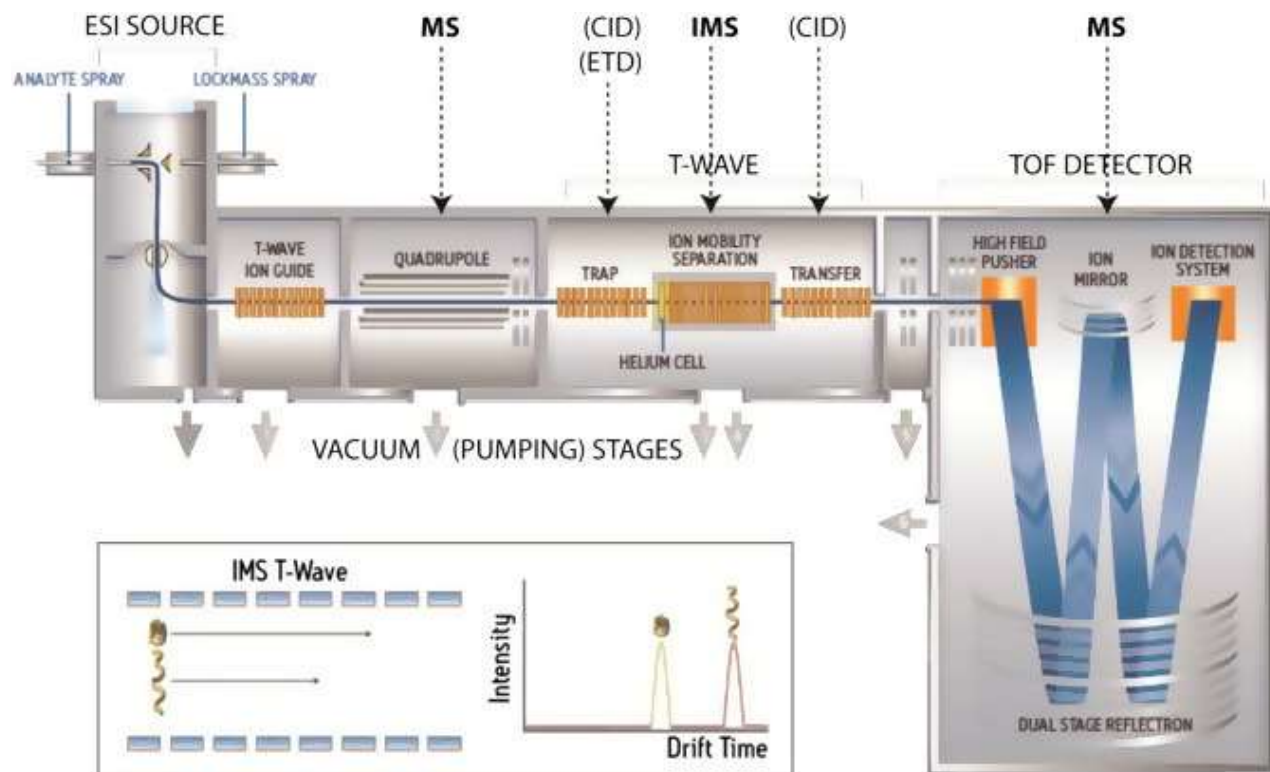 ESI SOURCE
ANALYTE SPRAY
LOCKMASS SPRAY
MS
(CID)
(ETD)
IMS
(CID)
MS
T-WAVE
TOF DETECTOR
T-WAVE
ION GUIDE
QUADRUPOLE
TRAP
ION MOBILITY
SEPARATION
TRANSFER
HELIUM CELL
HIGH FIELD
PUSHER
ION
MIRROR
ION DETECTION
SYSTEM
VACUUM (PUMPING) STAGES
DUAL STAGE REFLECTRON
IMS T-Wave
Intensity
Drift Time